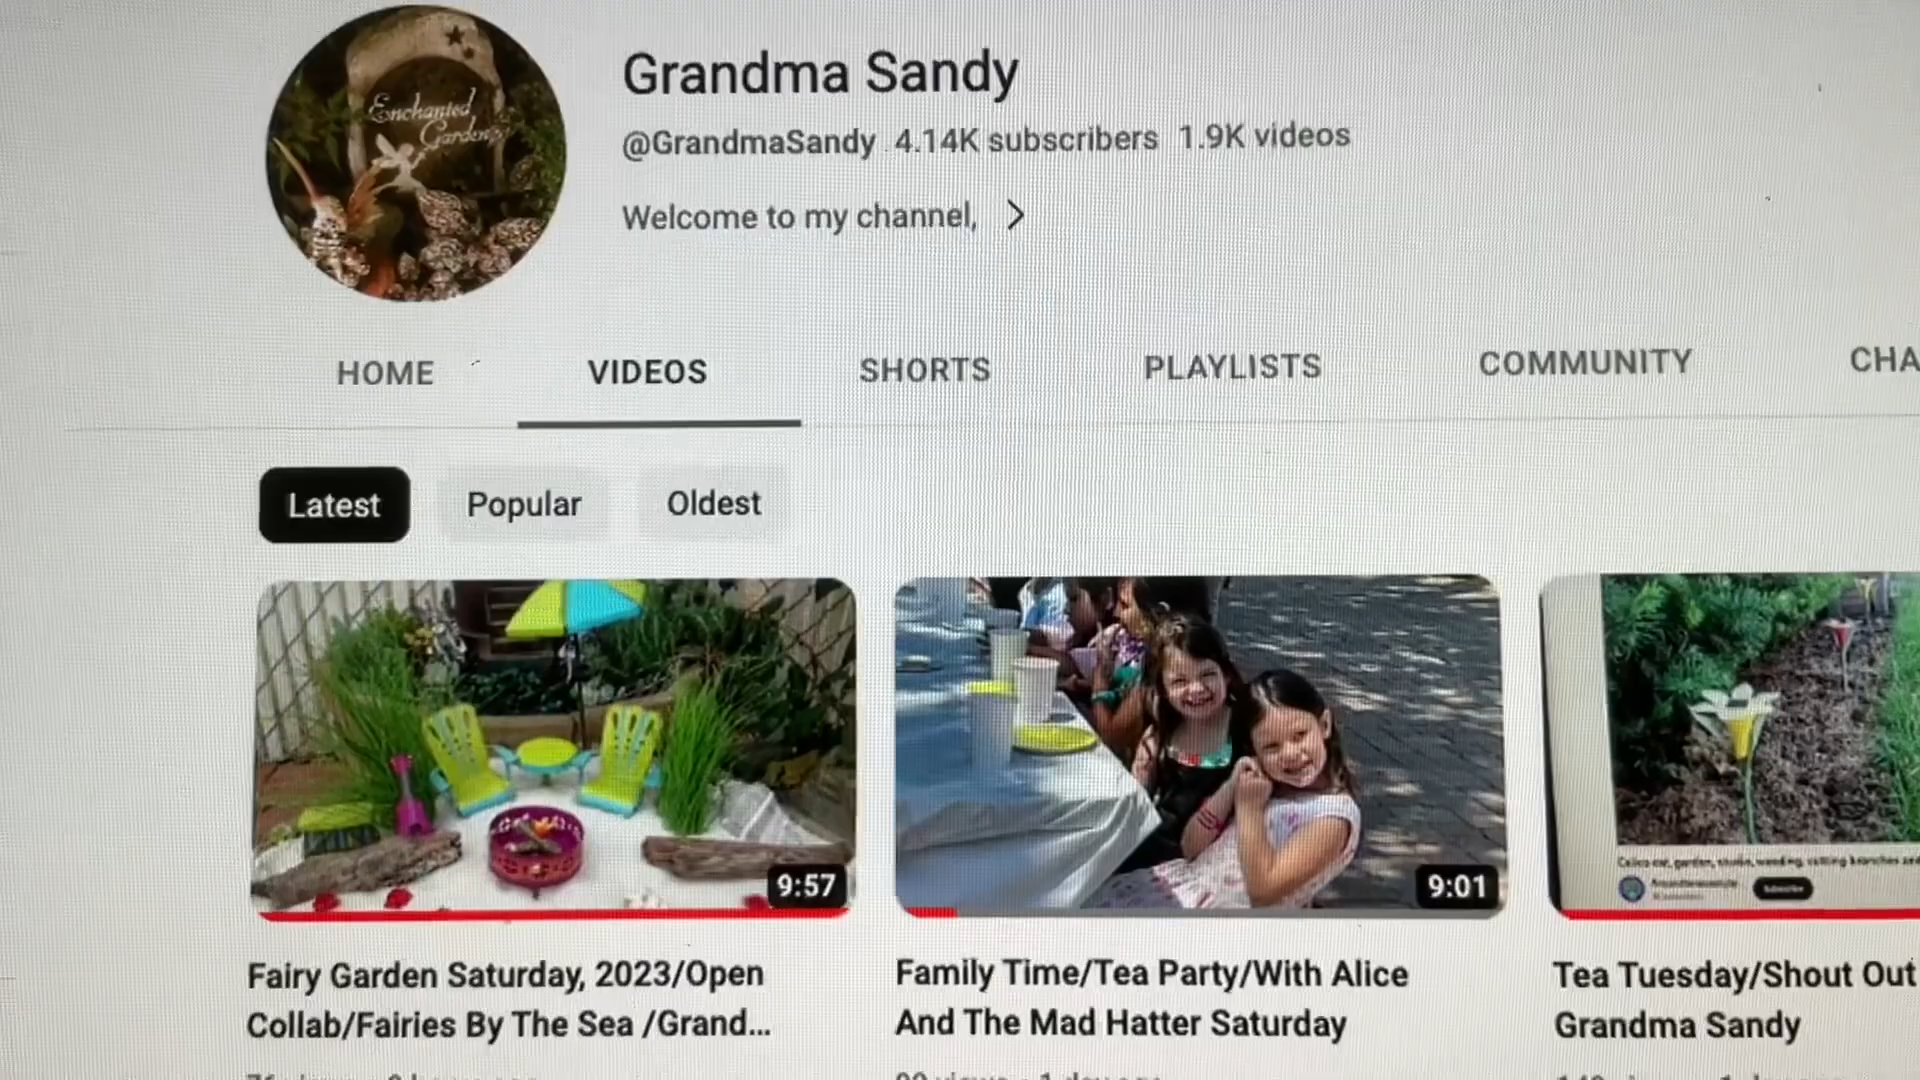 Enchanted
Garden
Grandma Sandy
@GrandmaSandy 4.14K subscribers 1.9K videos
Welcome to my channel, >
HOME VIDEOS SHORTS PLAYLISTS COMMUNITY CHA
Latest Popular Oldest
9:57
9:01
Subscribe
Fairy Garden Saturday, 2023/Open
Collab/Fairies By The Sea /Grand...
Family Time/Tea Party/With Alice
And The Mad Hatter Saturday
Tea Tuesday/Shout Out
Grandma Sandy